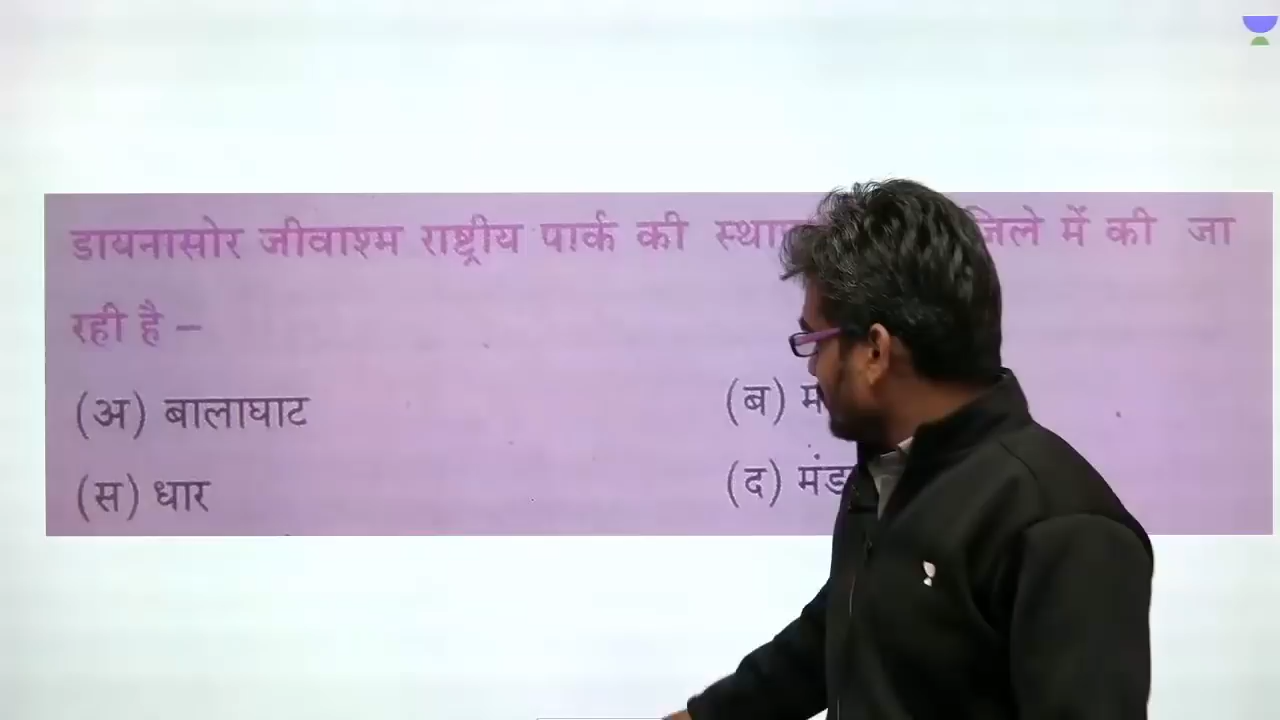 डायनासोर जीवाश्म राष्ट्रीय पार्क की जिले में की जा
रही है –
(अ) बालाघाट (ब)
(स) धार (द)